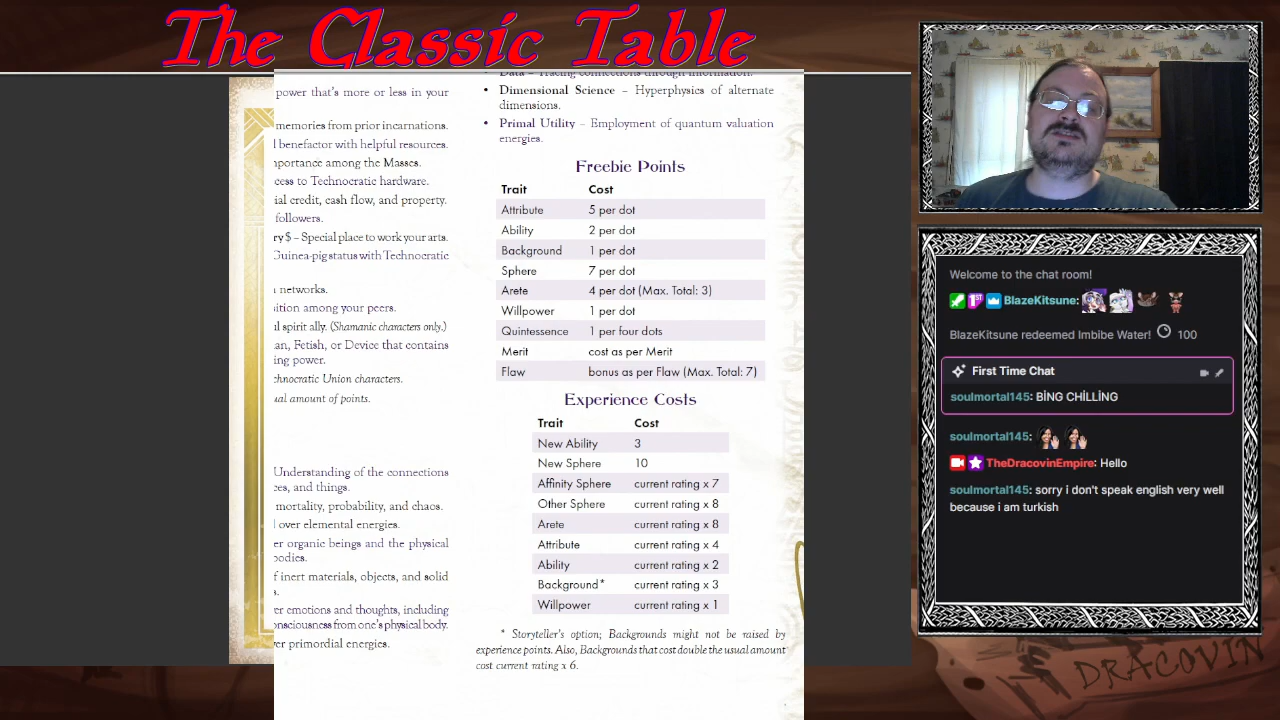 The Classic Table
power that's more or less in your
memories from prior incarnations.
l benefactor with helpful resources.
mportance among the Masses.
cess to Technocratic hardware.
ial credit, cash flow, and property.
followers.
ry $ – Special place to work your arts.
Guinea-pig status with Technocratic
networks.
ition among your peers.
al spirit ally. (Shamanic characters only.)
an, Fetish, or Device that contains
ing power.
chnocratic Union characters.
ual amount of points.
Understanding of the connections
ces, and things.
mortality, probability, and chaos.
l over elemental energies.
er organic beings and the physical
bodies.
f inert materials, objects, and solid
s.
er emotions and thoughts, including
onsciousness from one's physical body.
er primordial energies.
• Data – Tracing connections through information.
• Dimensional Science – Hyperphysics of alternate
dimensions.
• Primal Utility – Employment of quantum valuation
energies.
Freebie Points
Trait Cost
Attribute 5 per dot
Ability 2 per dot
Background 1 per dot
Sphere 7 per dot
Arete 4 per dot (Max. Total: 3)
Willpower 1 per dot
Quintessence 1 per four dots
Merit cost as per Merit
Flaw bonus as per Flaw (Max. Total: 7)
Experience Costs
Trait Cost
New Ability 3
New Sphere 10
Affinity Sphere current rating x 7
Other Sphere current rating x 8
Arete current rating x 8
Attribute current rating x 4
Ability current rating x 2
Background* current rating x 3
Willpower current rating x 1
* Storyteller's option; Backgrounds might not be raised by
experience points. Also, Backgrounds that cost double the usual amount
cost current rating x 6.
Welcome to the chat room!
BlazeKitsune:
BlazeKitsune redeemed Imbibe Water! 100
First Time Chat
soulmortal145: BİNG CHİLLİNG
soulmortal145:
TheDracovinEmpire: Hello
soulmortal145: sorry i don't speak english very well
because i am turkish
DRACOVIN